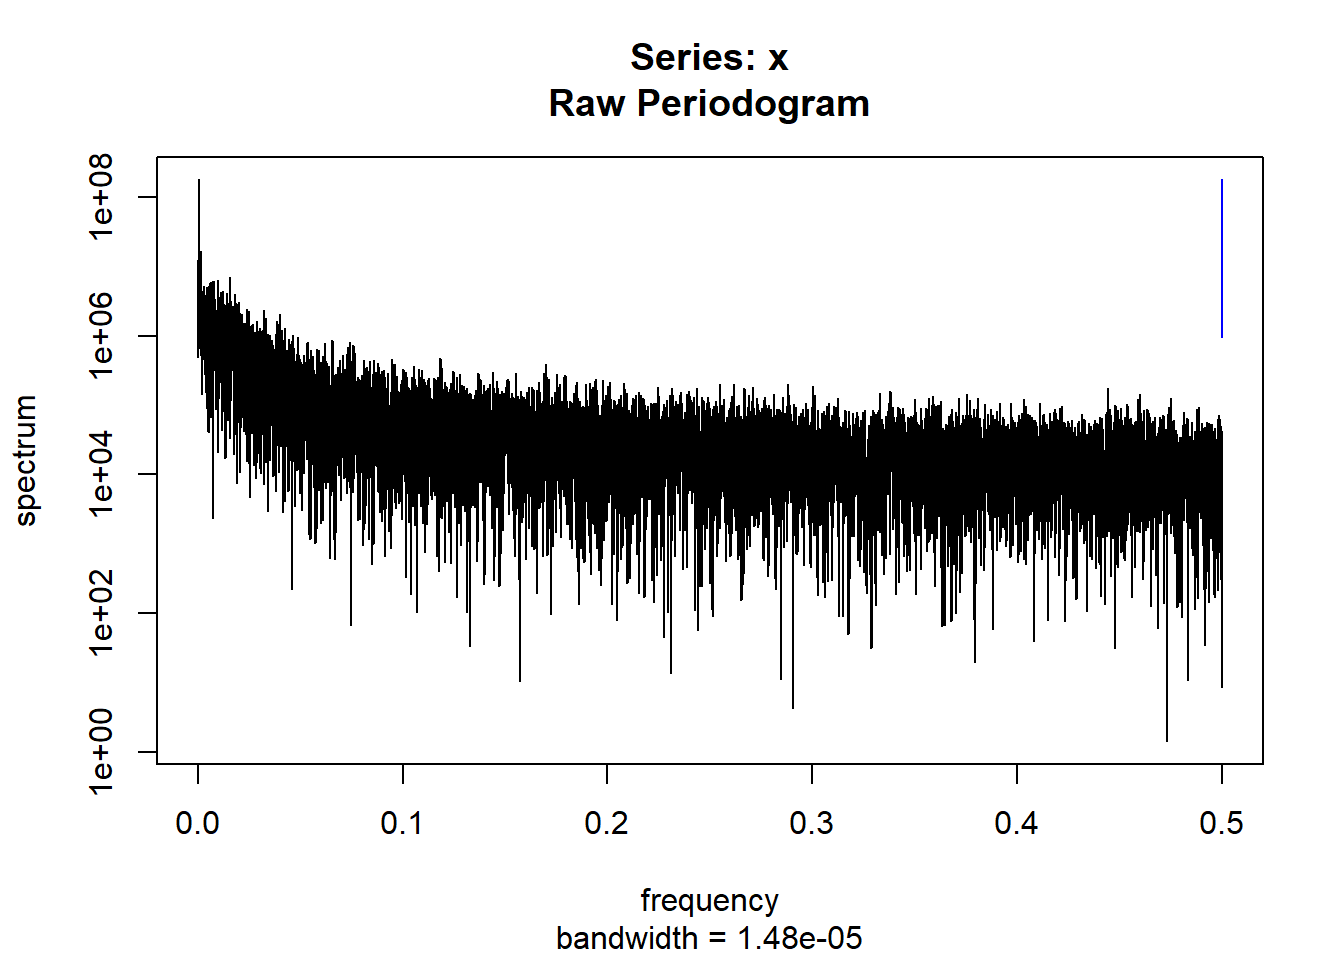 Series: x
Raw Periodogram
spectrum
1e+08
1e+06
1e+04
1e+02
1e+00
0.0 0.1 0.2 0.3 0.4 0.5
frequency
bandwidth = 1.48e-05